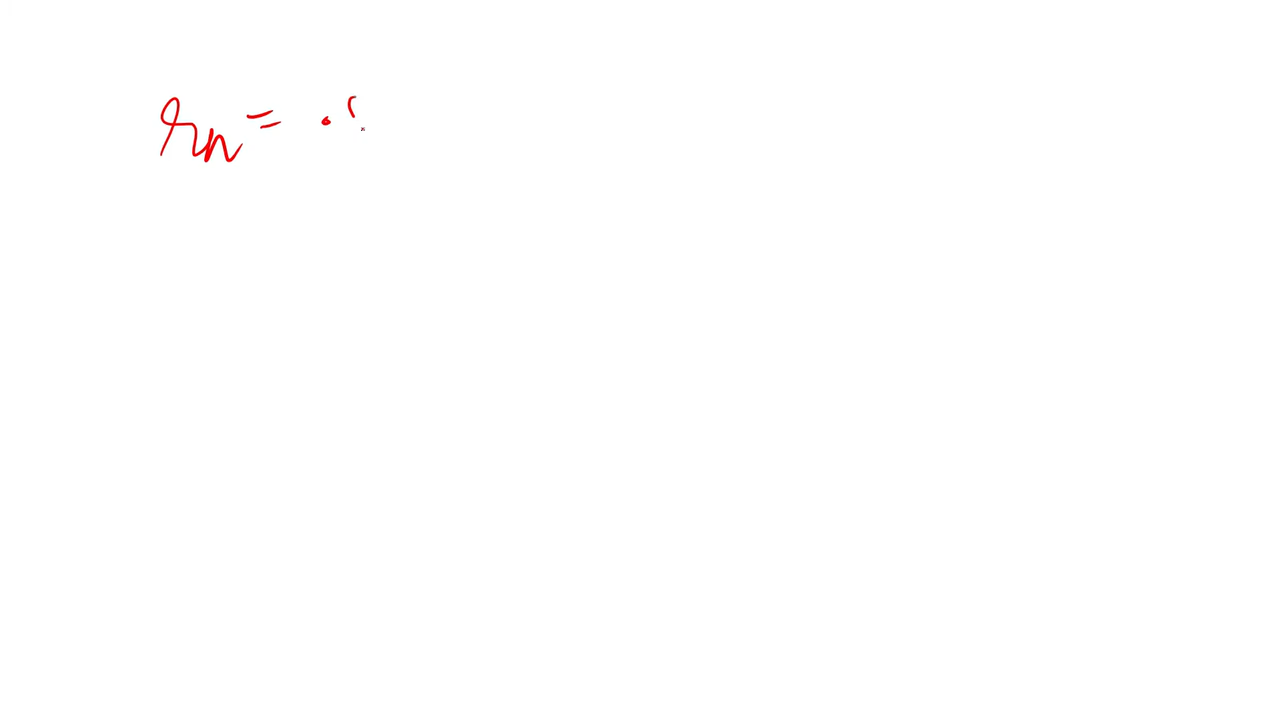 rn = .